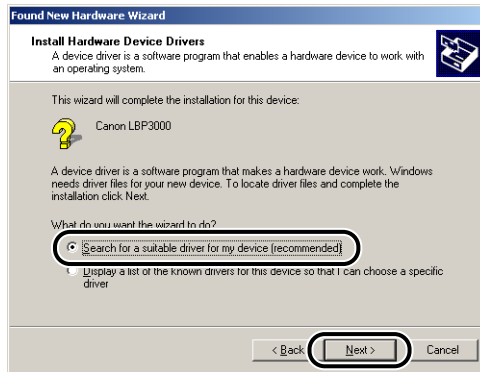 Found New Hardware Wizard
Install Hardware Device Drivers
A device driver is a software program that enables a hardware device to work with
an operating system.
This wizard will complete the installation for this device:
Canon LBP3000
A device driver is a software program that makes a hardware device work. Windows
needs driver files for your new device. To locate driver files and complete the
installation click Next.
What do you want the wizard to do?
Search for a suitable driver for my device (recommended)
Display a list of the known drivers for this device so that I can choose a specific
driver
< Back
Next >
Cancel